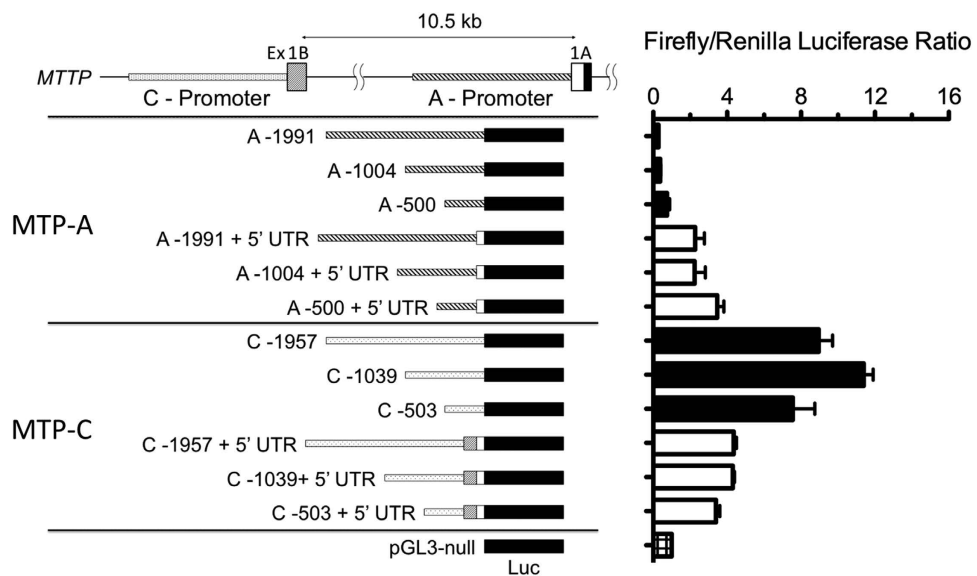 10.5 kb
Firefly/Renilla Luciferase Ratio
Ex 1B
1A
0 4 8 12 16
MTTP
C - Promoter
A - Promoter
MTP-A
A -1991
A -1004
A -500
A -1991 + 5’ UTR
A -1004 + 5’ UTR
A -500 + 5’ UTR
MTP-C
C -1957
C -1039
C -503
C -1957 + 5’ UTR
C -1039+ 5’ UTR
C -503 + 5’ UTR
pGL3-null
Luc